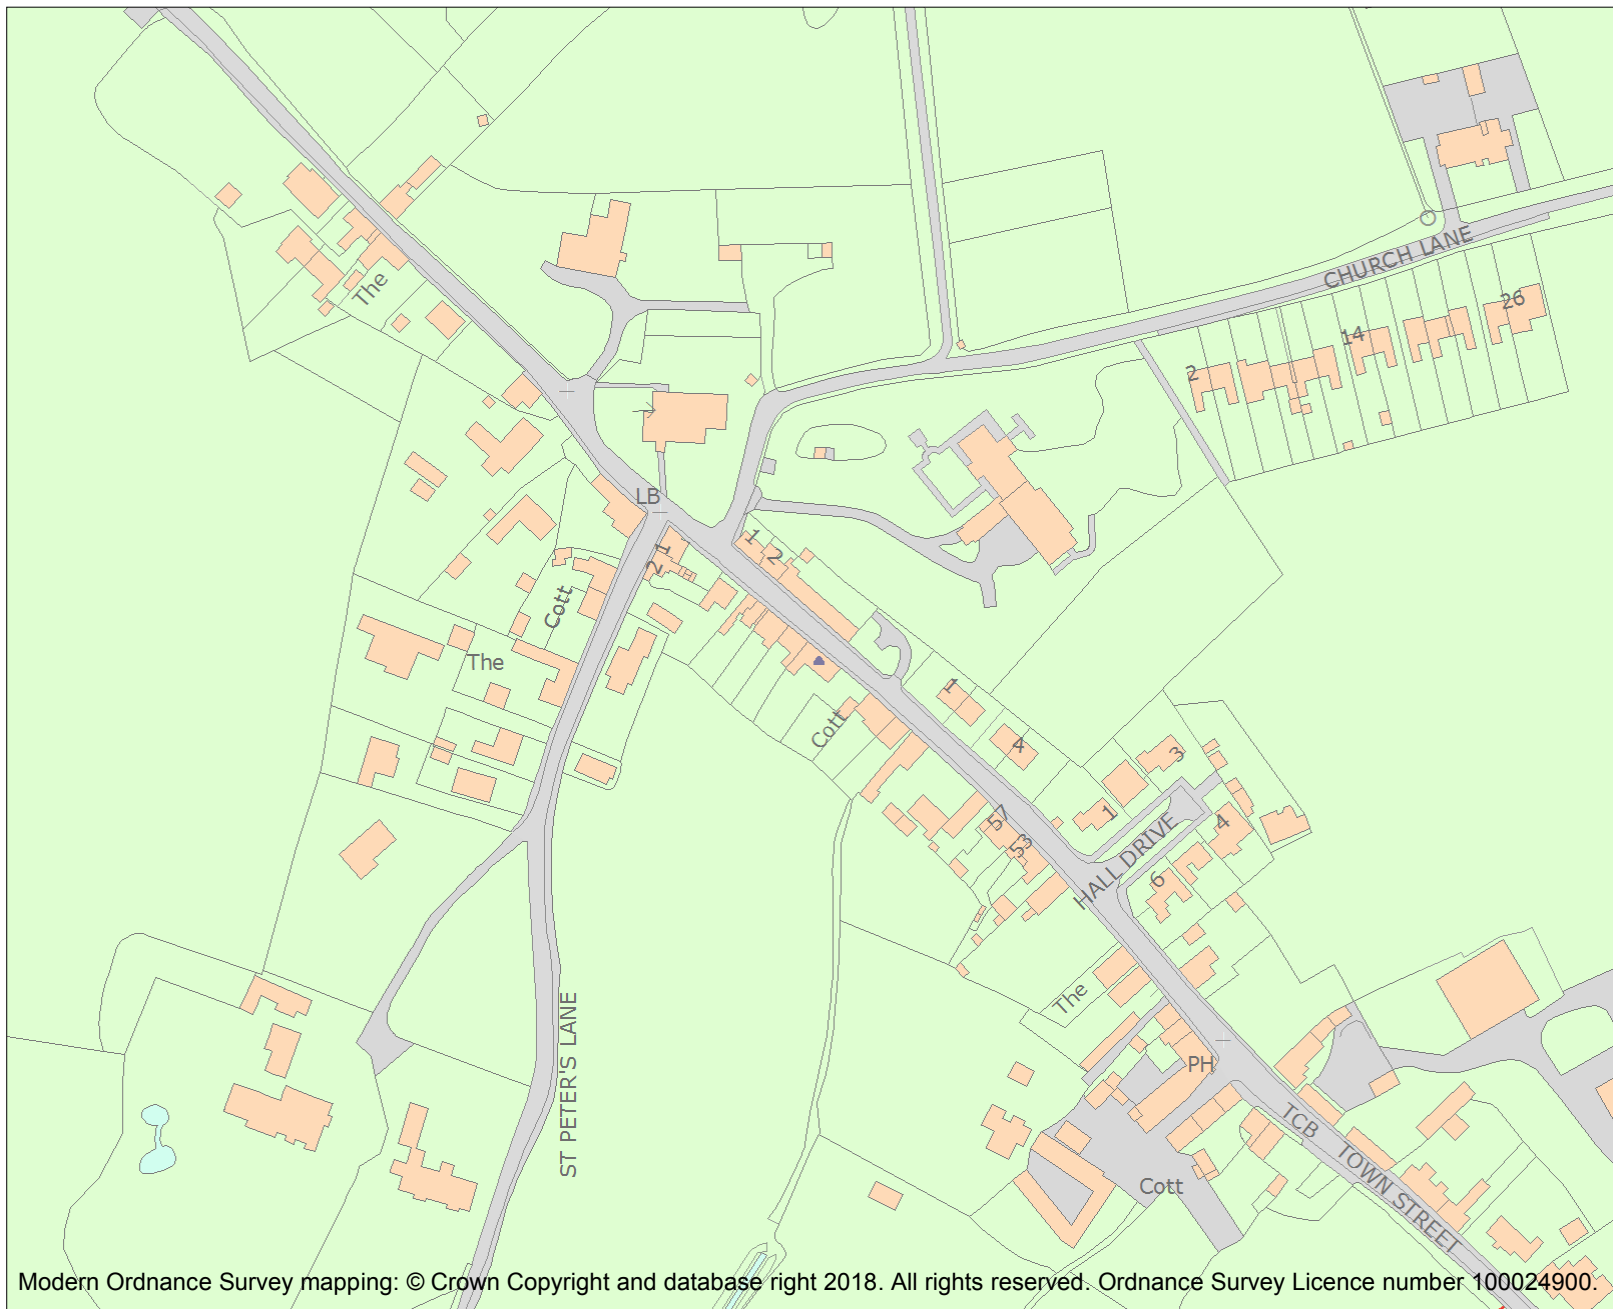 CHURCH LANE
26
14
2
The
LB
1
2
1
2
Cott
The
1
Cott
4
3
57
1
53
4
HALL DRIVE
6
The
ST PETER'S LANE
PH
TCB
TOWN STREET
Cott
Modern Ordnance Survey mapping: © Crown Copyright and database right 2018. All rights reserved. Ordnance Survey Licence number 100024900.